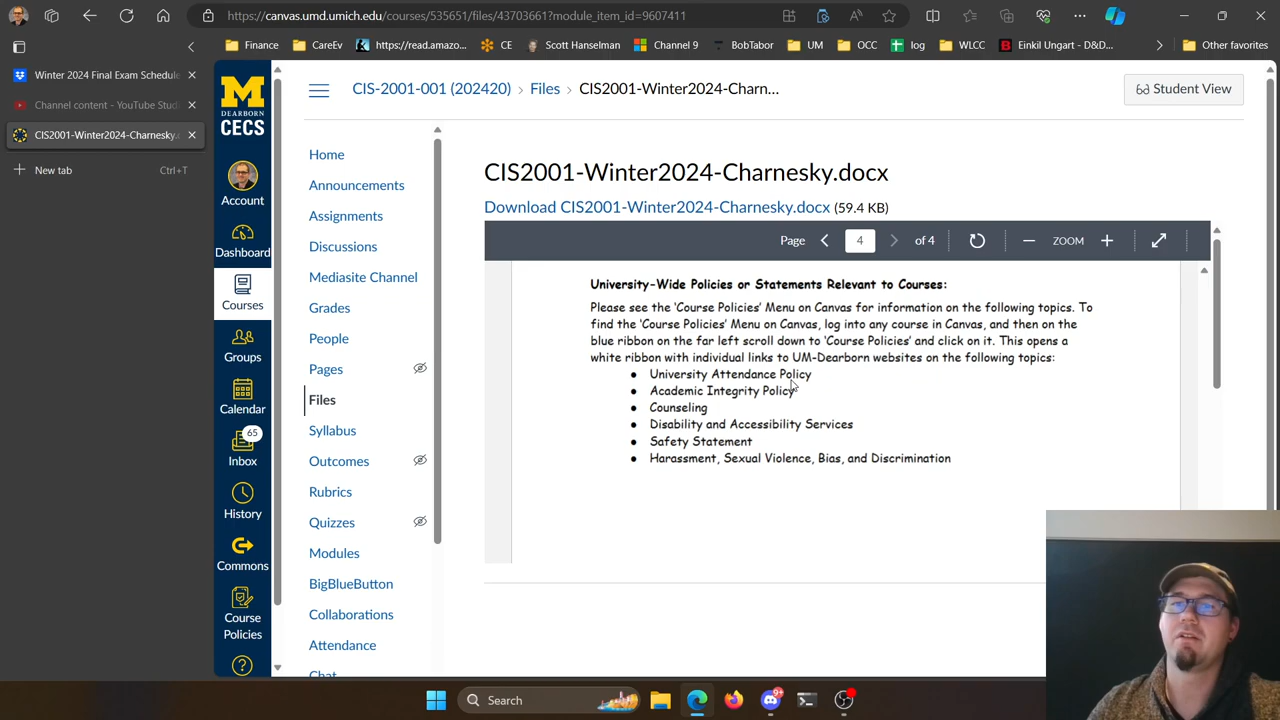 https://canvas.umd.umich.edu/courses/535651/files/43703661?module_item_id=9607411
Finance
CareEv
https://read.amazo...
CE
Scott Hanselman
Channel 9
BobTabor
UM
OCC
log
WLCC
Einkil Ungart - D&D...
Other favorites
Winter 2024 Final Exam Schedule
Channel content - YouTube Studi
CIS2001-Winter2024-Charnesky.
New tab
Ctrl+T
M
DEARBORN
CECS
Account
Dashboard
Courses
Groups
Calendar
65
Inbox
History
Commons
Course
Policies
CIS-2001-001 (202420) › Files › CIS2001-Winter2024-Charn...
Student View
Home
Announcements
Assignments
Discussions
Mediasite Channel
Grades
People
Pages
Files
Syllabus
Outcomes
Rubrics
Quizzes
Modules
BigBlueButton
Collaborations
Attendance
Chat
CIS2001-Winter2024-Charnesky.docx
Download CIS2001-Winter2024-Charnesky.docx (59.4 KB)
Page 4 of 4 ZOOM
University-Wide Policies or Statements Relevant to Courses:
Please see the 'Course Policies' Menu on Canvas for information on the following topics. To
find the 'Course Policies' Menu on Canvas, log into any course in Canvas, and then on the
blue ribbon on the far left scroll down to 'Course Policies' and click on it. This opens a
white ribbon with individual links to UM-Dearborn websites on the following topics:
• University Attendance Policy
• Academic Integrity Policy
• Counseling
• Disability and Accessibility Services
• Safety Statement
• Harassment, Sexual Violence, Bias, and Discrimination
Search
9+